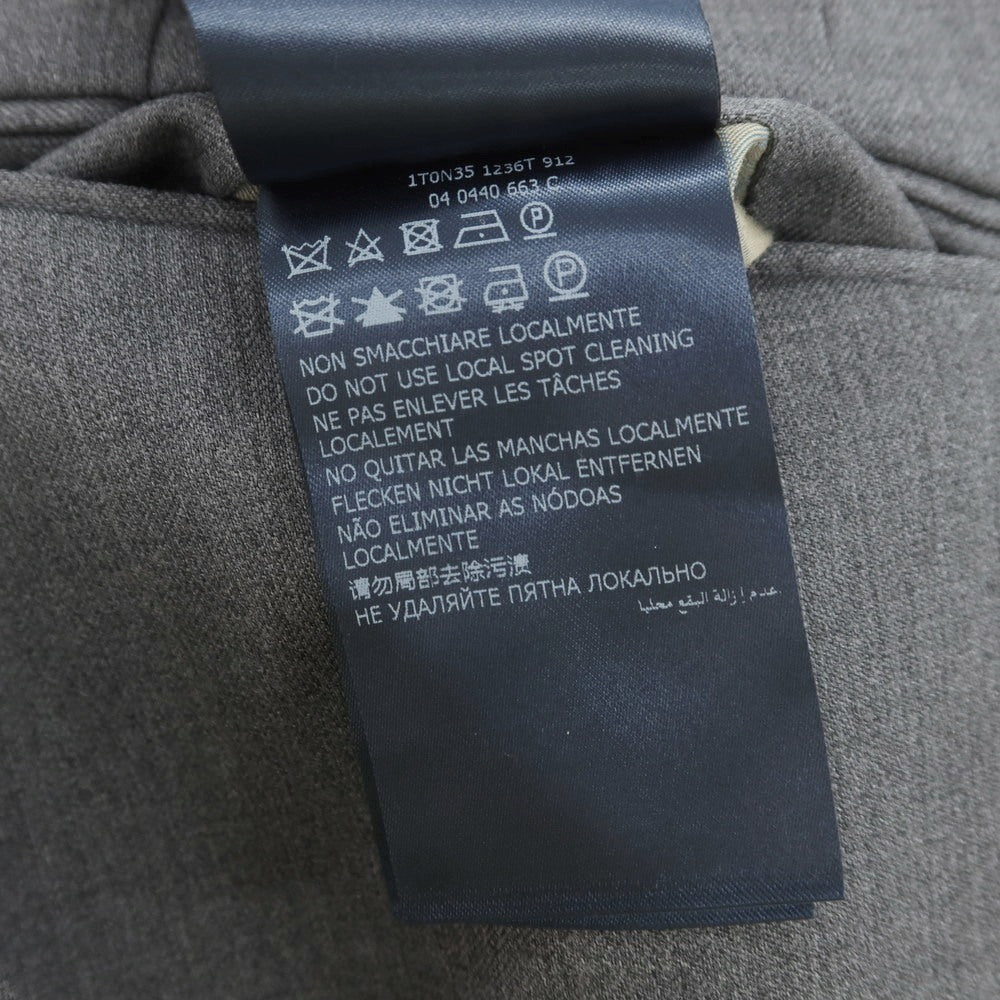 1T0N35 1236T 912
04 0440 663 C
P
P
NON SMACCHIARE LOCALMENTE
DO NOT USE LOCAL SPOT CLEANING
NE PAS ENLEVER LES TÂCHES
LOCALEMENT
NO QUITAR LAS MANCHAS LOCALMENTE
FLECKEN NICHT LOKAL ENTFERNEN
NÃO ELIMINAR AS NÓDOAS
LOCALMENTE
请勿局部去除污渍
НЕ УДАЛЯЙТЕ ПЯТНА ЛОКАЛЬНО
عدم إزالة البقع محليا